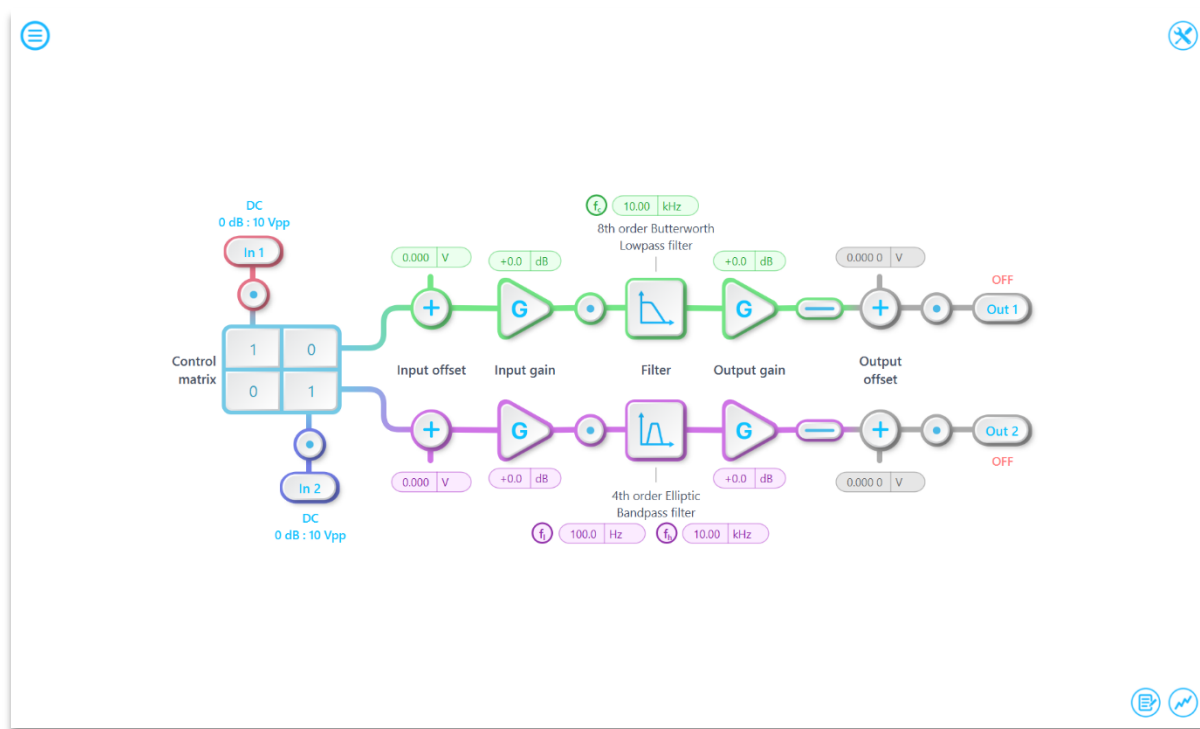 DC
0 dB : 10 Vpp
In 1
Control
matrix
1 0
0 1
In 2
DC
0 dB : 10 Vpp
fc 10.00 kHz
8th order Butterworth
Lowpass filter
0.000 V
+0.0 dB
+0.0 dB
0.000 0 V
OFF
+ G G + Out 1
Input offset Input gain Filter Output gain Output
offset
+ G G + Out 2
OFF
0.000 V
+0.0 dB
+0.0 dB
0.000 0 V
4th order Elliptic
Bandpass filter
fl 100.0 Hz fh 10.00 kHz